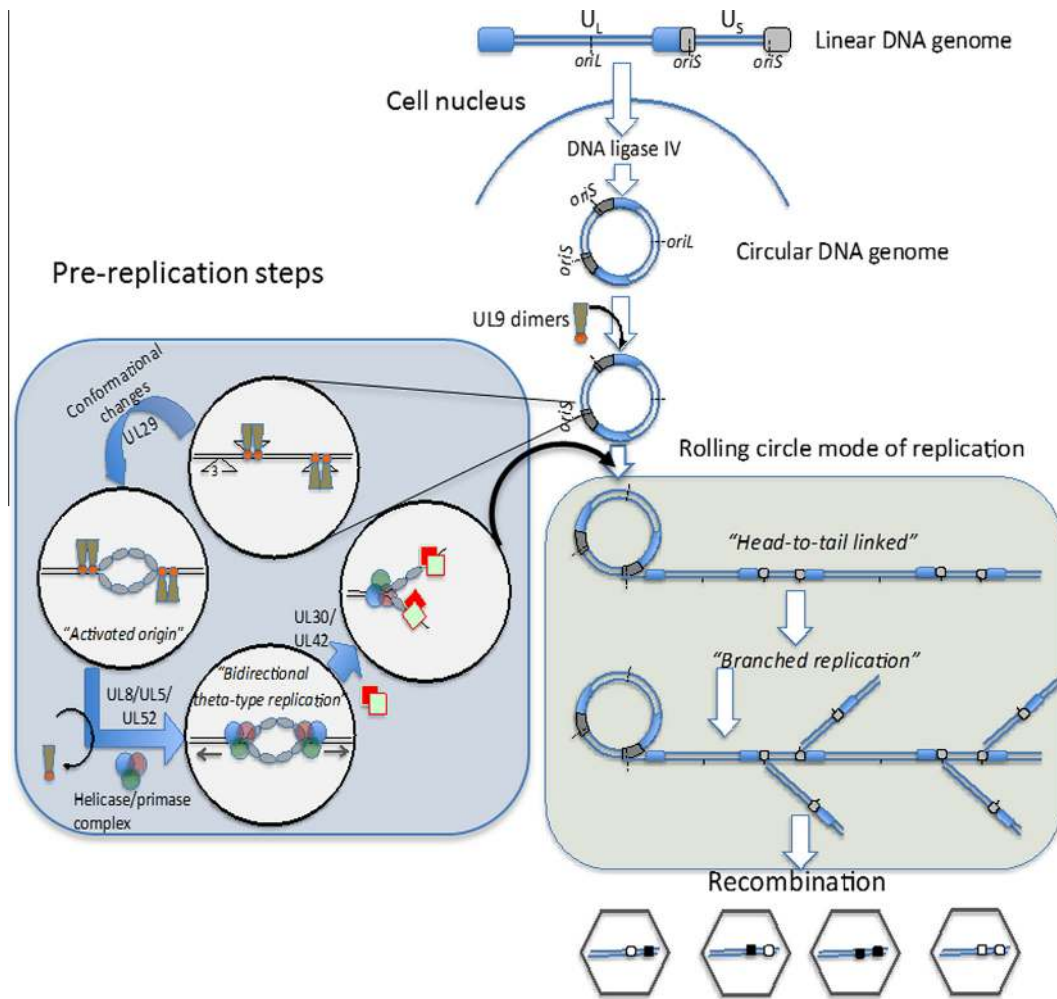 U_L
U_S
oriL
oriS
oriS
Linear DNA genome
Cell nucleus
DNA ligase IV
oriS
oriL
oriS
Circular DNA genome
Pre-replication steps
UL9 dimers
oriS
Conformational
changes
UL29
3
Rolling circle mode of replication
"Head-to-tail linked"
"Activated origin"
UL30/
UL42
"Branched replication"
UL8/UL5/
UL52
"Bidirectional
theta-type replication"
Helicase/primase
complex
Recombination